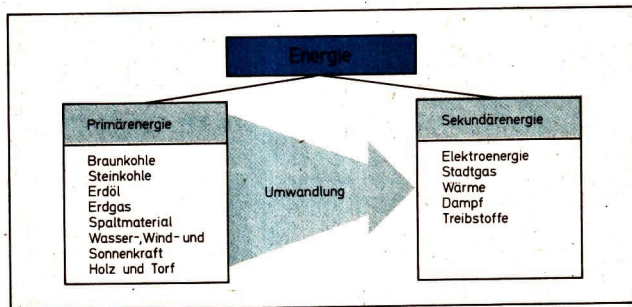 Energie
Primärenergie
Braunkohle
Steinkohle
Erdöl
Erdgas
Spaltmaterial
Wasser-,Wind- und
Sonnenkraft
Holz und Torf
Umwandlung
Sekundärenergie
Elektroenergie
Stadtgas
Wärme
Dampf
Treibstoffe